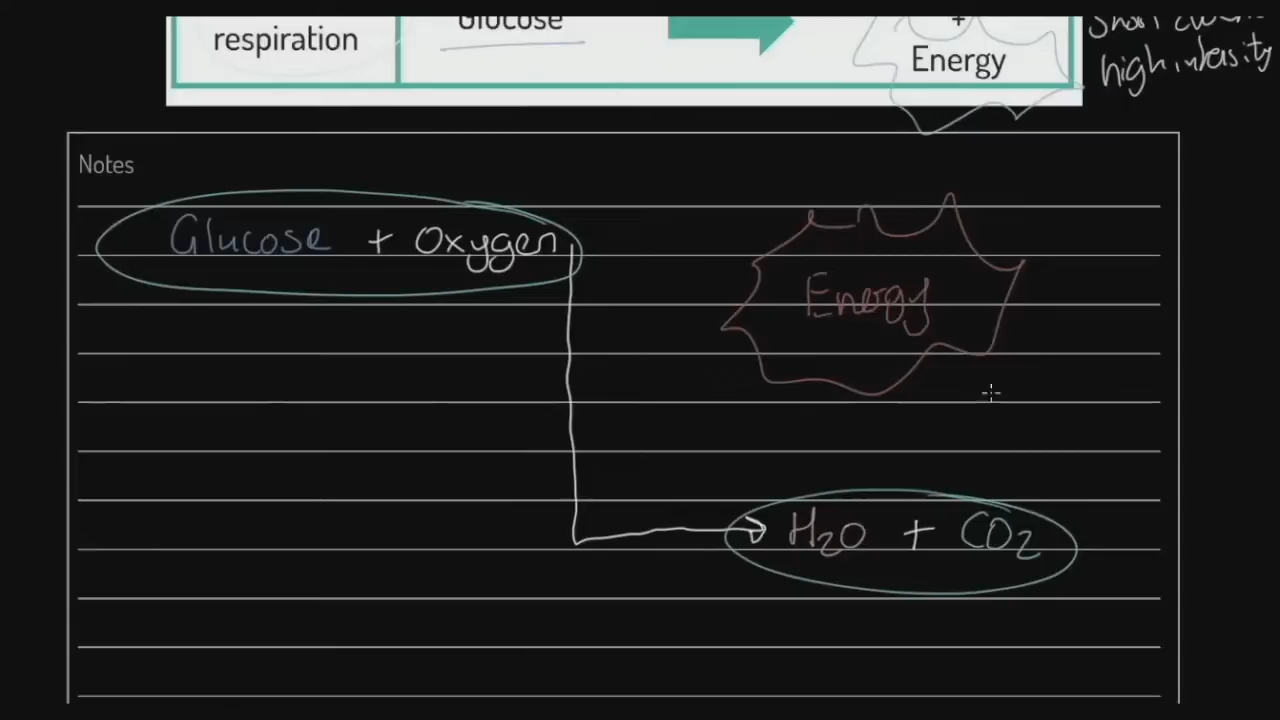 Glucose
+
respiration
Energy
high intensity
Notes
Glucose + Oxygen
Energy
H2O + CO2